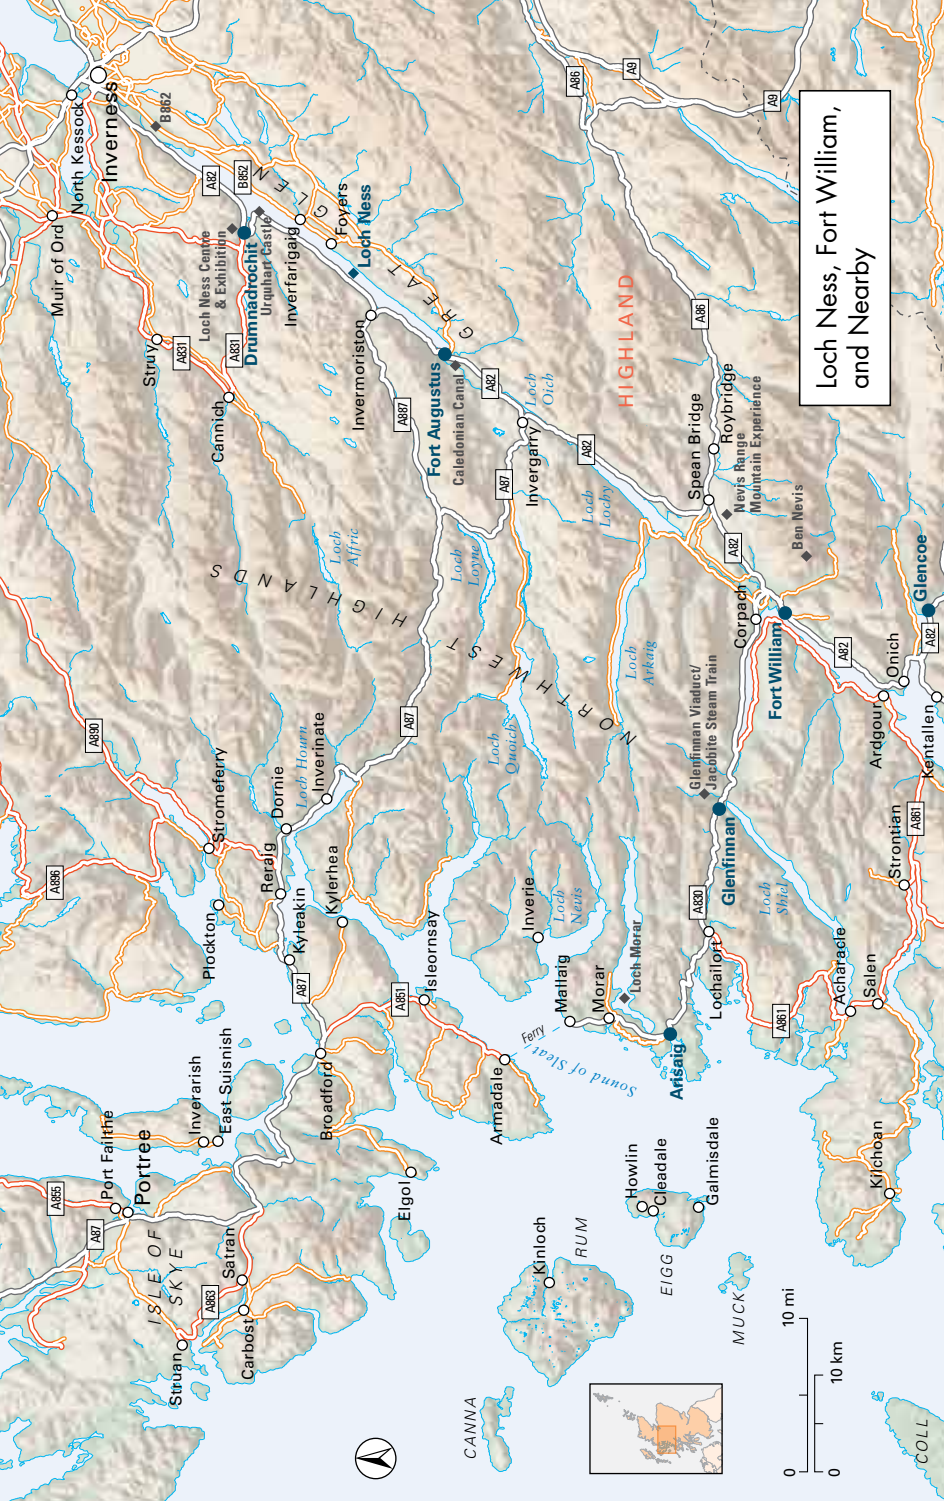 Loch Ness, Fort William,
and Nearby
Inverness
North Kessock
Muir of Ord
B862
A82
B852
GLEN
Loch Ness Centre
& Exhibition
Drumnadrochit
Urquhart Castle
Inverfarigaig
Foyers
Loch Ness
GREAT
Struy
A831
A831
Cannich
Invermoriston
A887
Fort Augustus
Caledonian Canal
A82
Loch
Oich
Invergarry
A87
A82
HIGHLAND
A86
A9
A9
A86
Spean Bridge
Roybridge
Nevis Range
Mountain Experience
Ben Nevis
A82
Loch
Lochy
Loch
Affric
Loch
Loyne
NORTHWEST HIGHLANDS
Loch
Arkaig
Loch
Quoich
Corpach
Fort William
A82
Glencoe
A82
Onich
Ardgour
Kentallen
A861
Strontian
Glenfinnan Viaduct/
Jacobite Steam Train
Glenfinnan
A830
Loch
Shiel
Lochailort
A861
Acharacle
Salen
Kilchoan
A890
Stromeferry
A896
Plockton
Dornie
Loch Hourn
Inverinate
A87
Reraig
Kyleakin
Kylerhea
A87
Isleornsay
A851
Inverie
Loch
Nevis
Mallaig
Morar
Loch Morar
Arisaig
Ferry
Sound of Sleat
Armadale
Broadford
Elgol
Inverarish
East Suisnish
Port Failthe
Portree
A855
A87
ISLE OF
SKYE
Satran
A863
Struan
Carbost
Howlin
Cleadale
Galmisdale
EIGG
Kinloch
RUM
MUCK
CANNA
COLL
0
10 mi
0
10 km